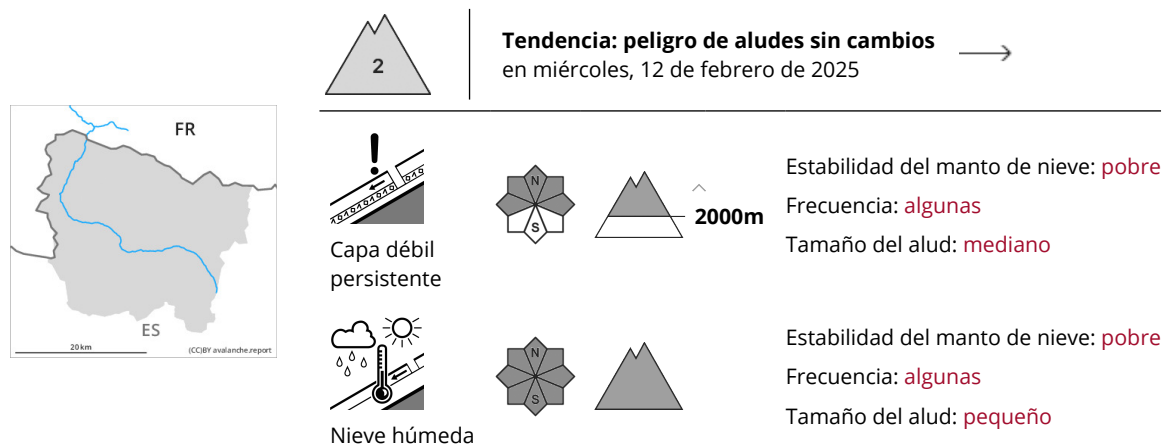 2
Tendencia: peligro de aludes sin cambios
en miércoles, 12 de febrero de 2025
FR
ES
20 km
(CC)BY avalanche.report
Capa débil
persistente
N
S
2000m
Estabilidad del manto de nieve: pobre
Frecuencia: algunas
Tamaño del alud: mediano
Nieve húmeda
N
S
Estabilidad del manto de nieve: pobre
Frecuencia: algunas
Tamaño del alud: pequeño